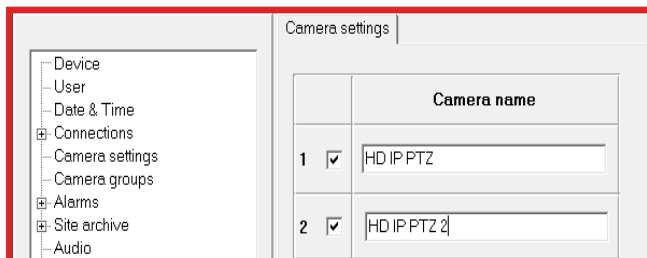 Device
User
Date & Time
Connections
Camera settings
Camera groups
Alarms
Site archive
Audio
Camera settings
Camera name
1 HD IP PTZ
2 HD IP PTZ 2